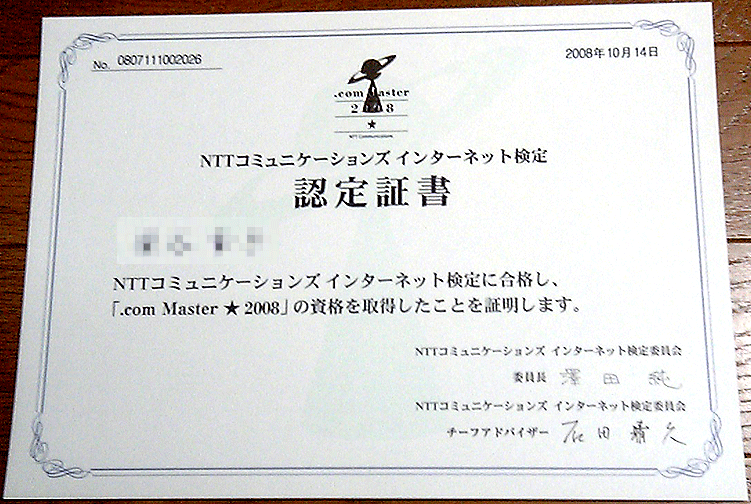 No. 0807111002026
2008年10月14日
.com Master
2008
★
NTT Communications
NTTコミュニケーションズ インターネット検定
認定証書
NTTコミュニケーションズ インターネット検定に合格し、
「.com Master ★ 2008」の資格を取得したことを証明します。
NTTコミュニケーションズ インターネット検定委員会
委員長 澤田 純
NTTコミュニケーションズ インターネット検定委員会
チーフアドバイザー 石田 晴久